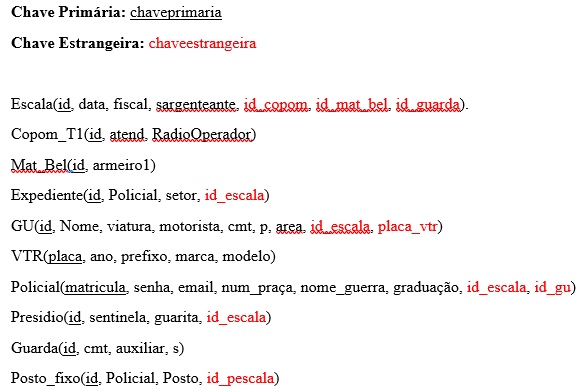 Chave Primária: chaveprimaria
Chave Estrangeira: chaveestrangeira
Escala(id, data, fiscal, sargenteante, id_copom, id_mat_bel, id_guarda).
Copom_T1(id, atend, RadioOperador)
Mat_Bel(id, armeiro1)
Expediente(id, Policial, setor, id_escala)
GU(id, Nome, viatura, motorista, cmt, p, area, id_escala, placa_vtr)
VTR(placa, ano, prefixo, marca, modelo)
Policial(matricula, senha, email, num_praça, nome_guerra, graduação, id_escala, id_gu)
Presidio(id, sentinela, guarita, id_escala)
Guarda(id, cmt, auxiliar, s)
Posto_fixo(id, Policial, Posto, id_pescala)